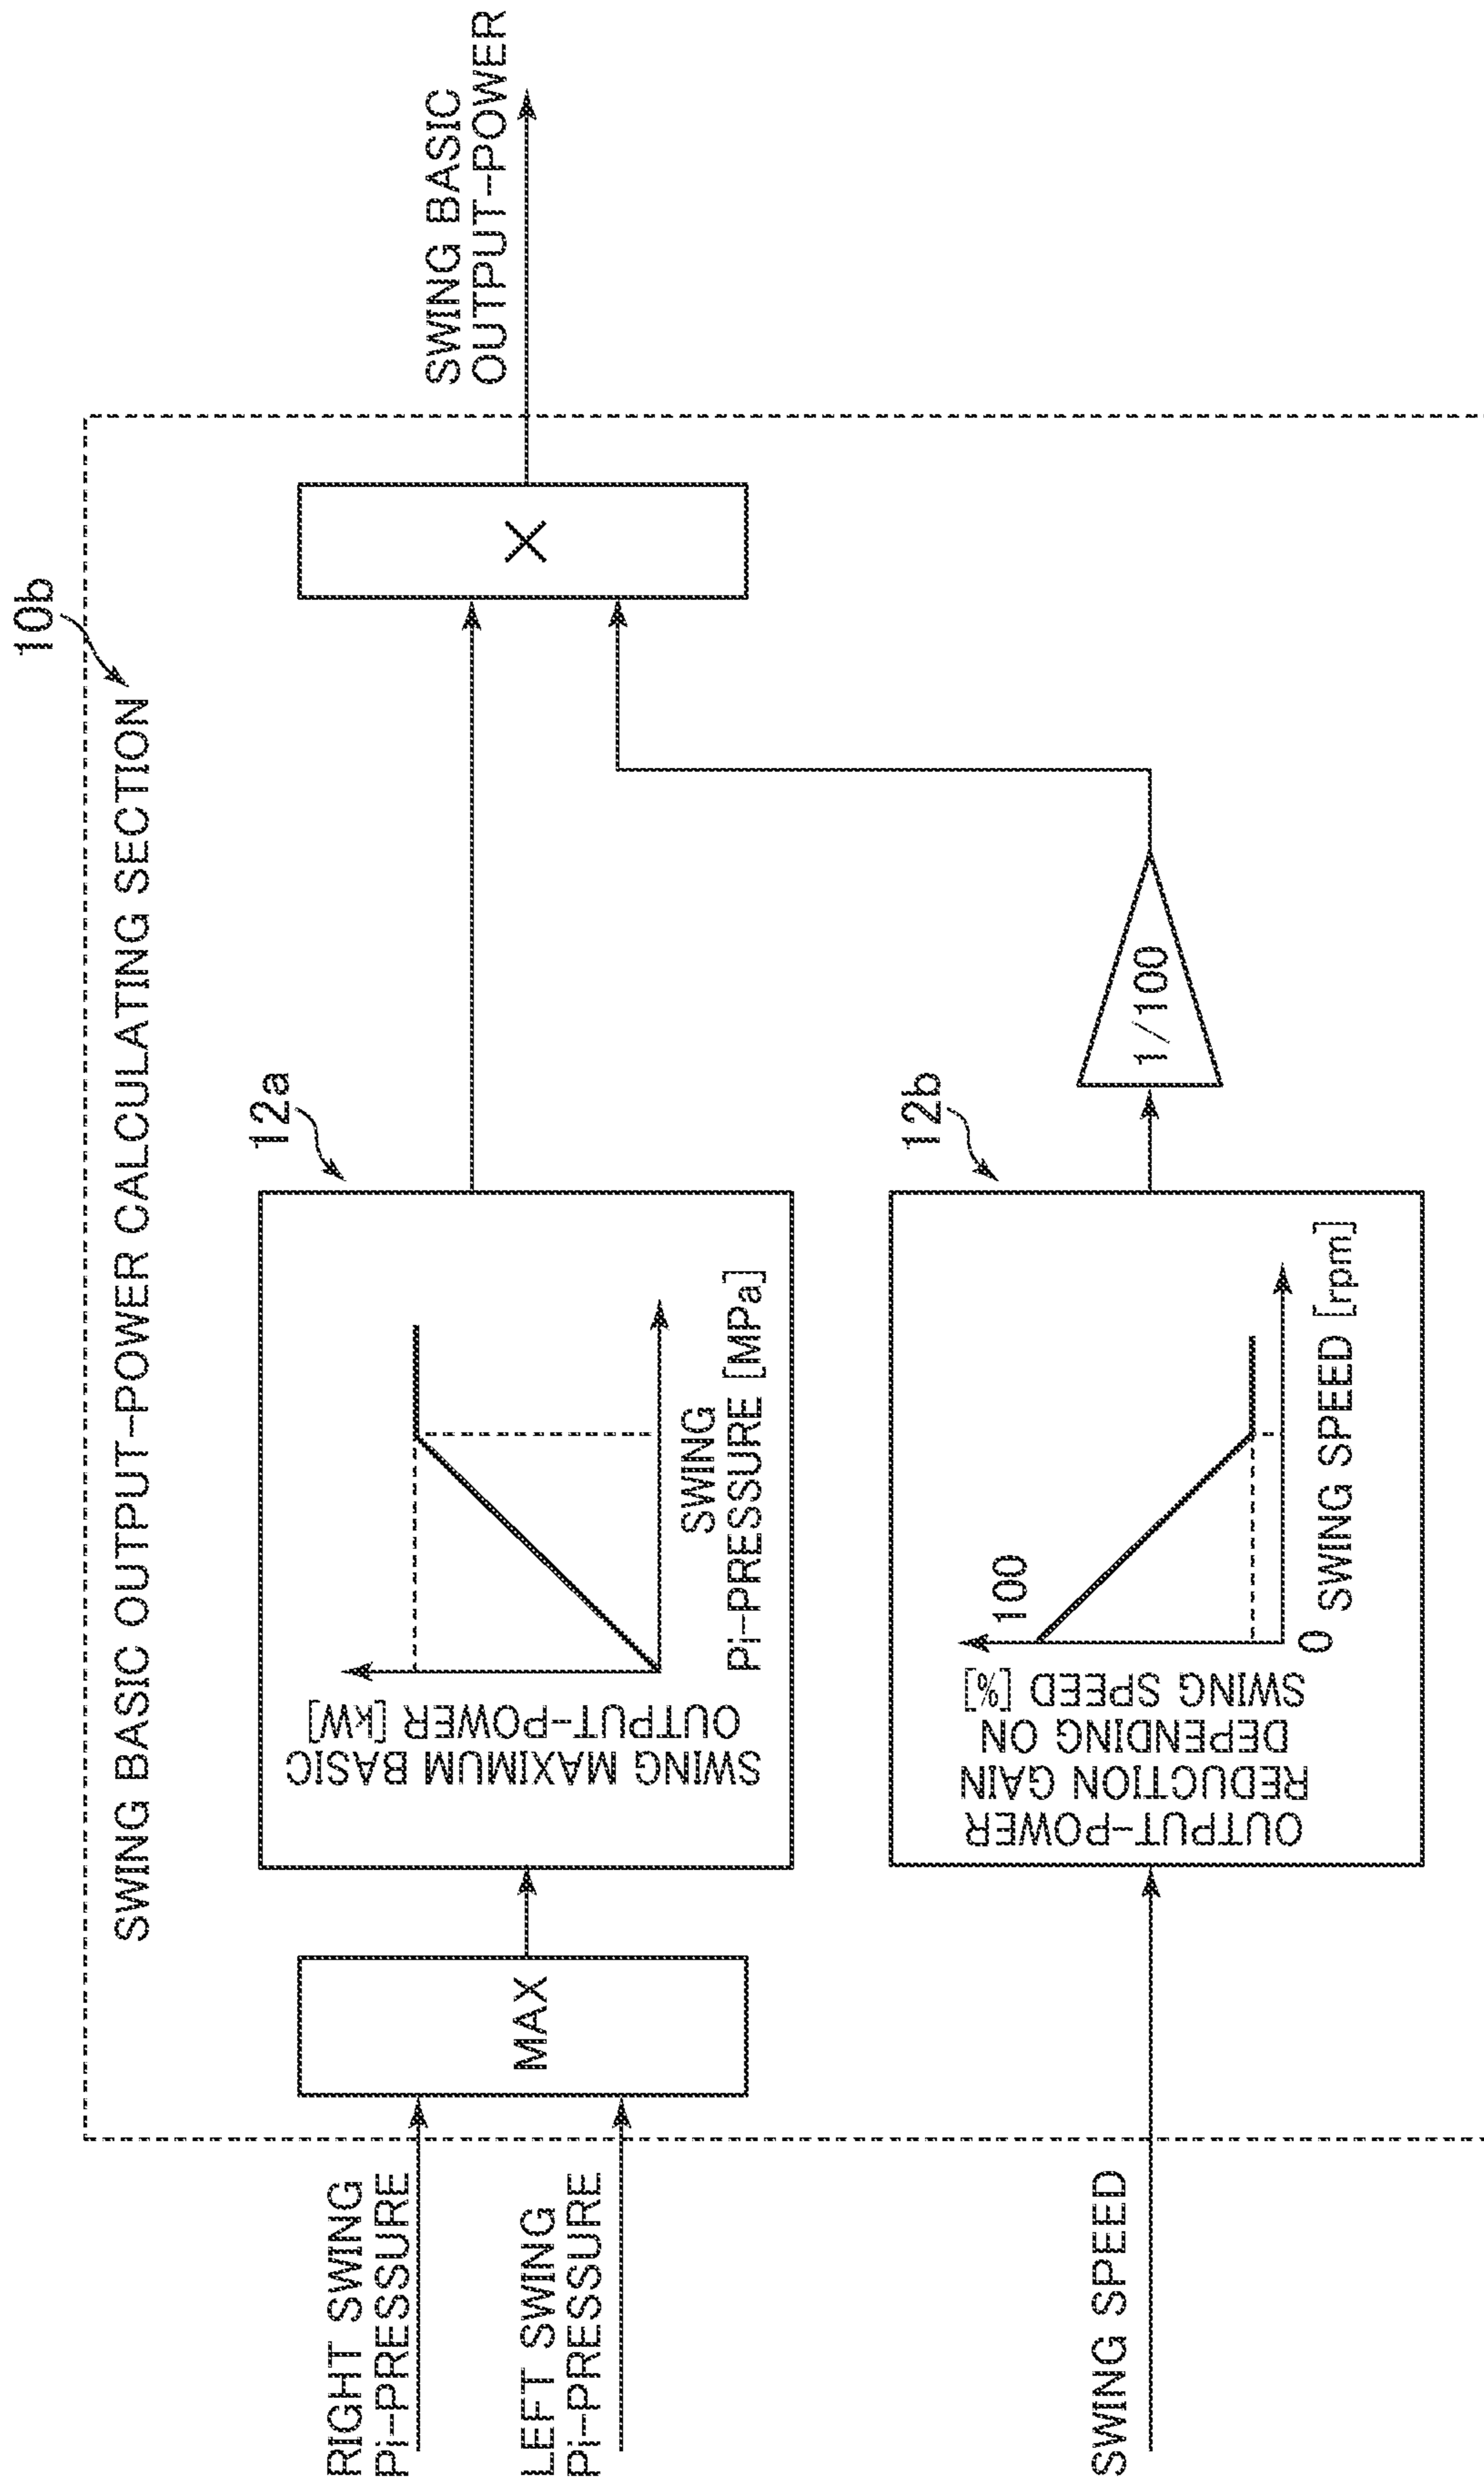 10b
SWING BASIC OUTPUT-POWER CALCULATING SECTION
RIGHT SWING
Pi-PRESSURE
LEFT SWING
Pi-PRESSURE
MAX
12a
SWING MAXIMUM BASIC
OUTPUT-POWER [kW]
SWING
Pi-PRESSURE [MPa]
×
SWING BASIC
OUTPUT-POWER
SWING SPEED
12b
OUTPUT-POWER
REDUCTION GAIN
DEPENDING ON
SWING SPEED [%]
100
0
SWING SPEED [rpm]
1/100